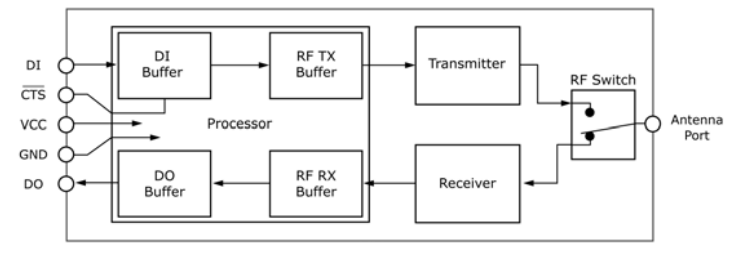 DI
CTS
VCC
GND
DO
DI
Buffer
RF TX
Buffer
Processor
DO
Buffer
RF RX
Buffer
Transmitter
Receiver
RF Switch
Antenna
Port